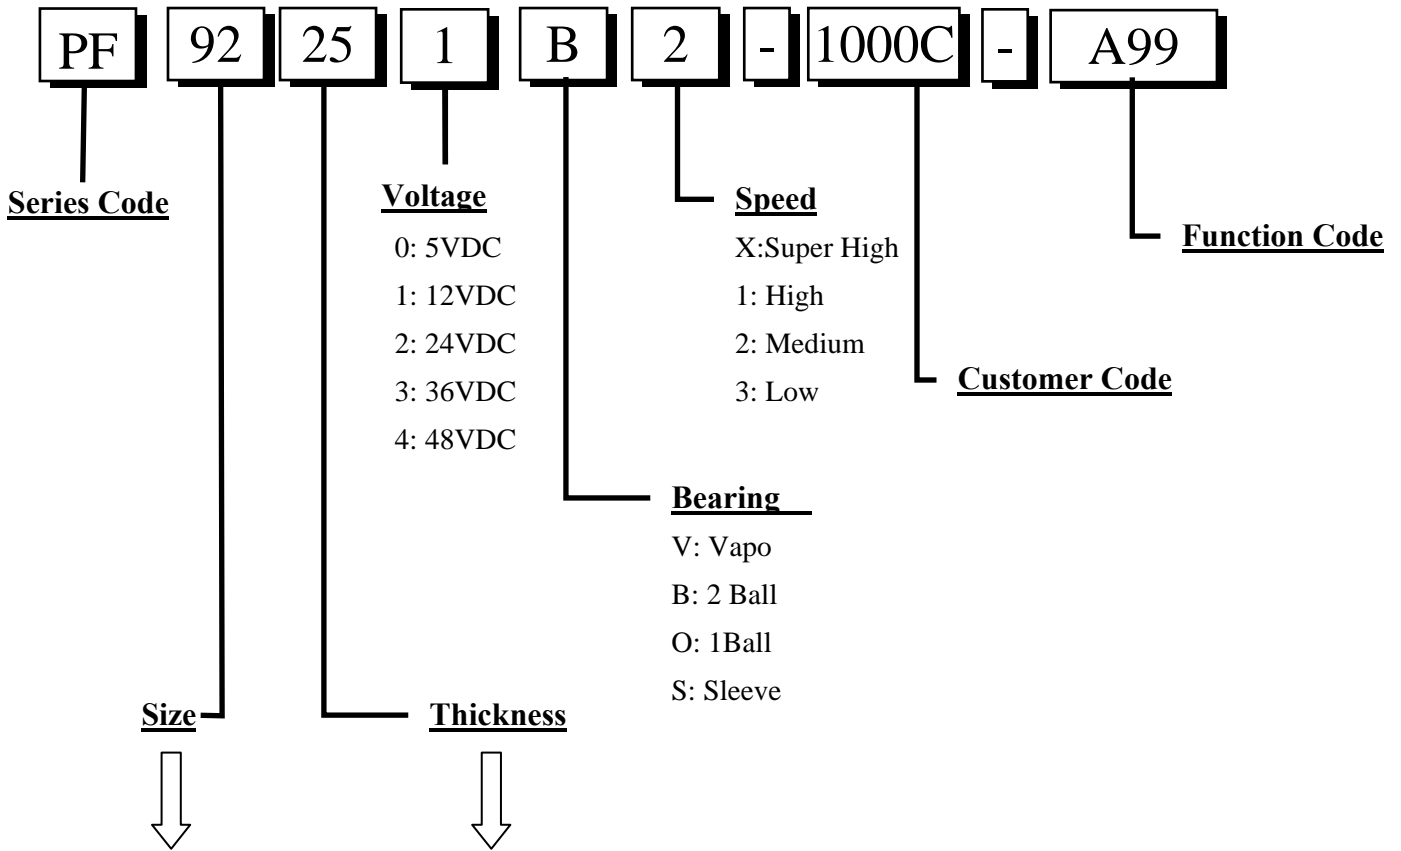 PF 92 25 1 B 2 - 1000C - A99
Series Code
Voltage
0: 5VDC
1: 12VDC
2: 24VDC
3: 36VDC
4: 48VDC
Speed
X:Super High
1: High
2: Medium
3: Low
Function Code
Customer Code
Bearing
V: Vapo
B: 2 Ball
O: 1Ball
S: Sleeve
Size
Thickness